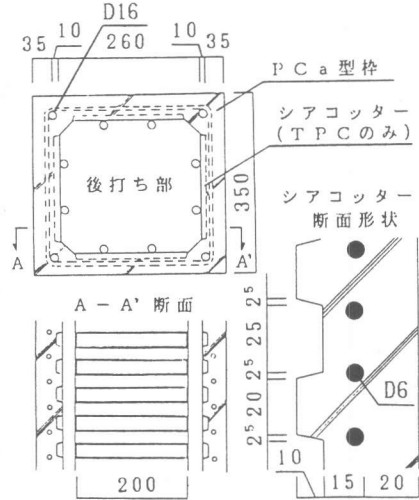 D16
35 10 260 10 35
PCa型枠
シアコッター
(TPCのみ)
後打ち部
350
シアコッター
断面形状
A A'
A-A' 断面
2⁵ 25 2⁵ 20 2⁵
D6
200
10
15 20